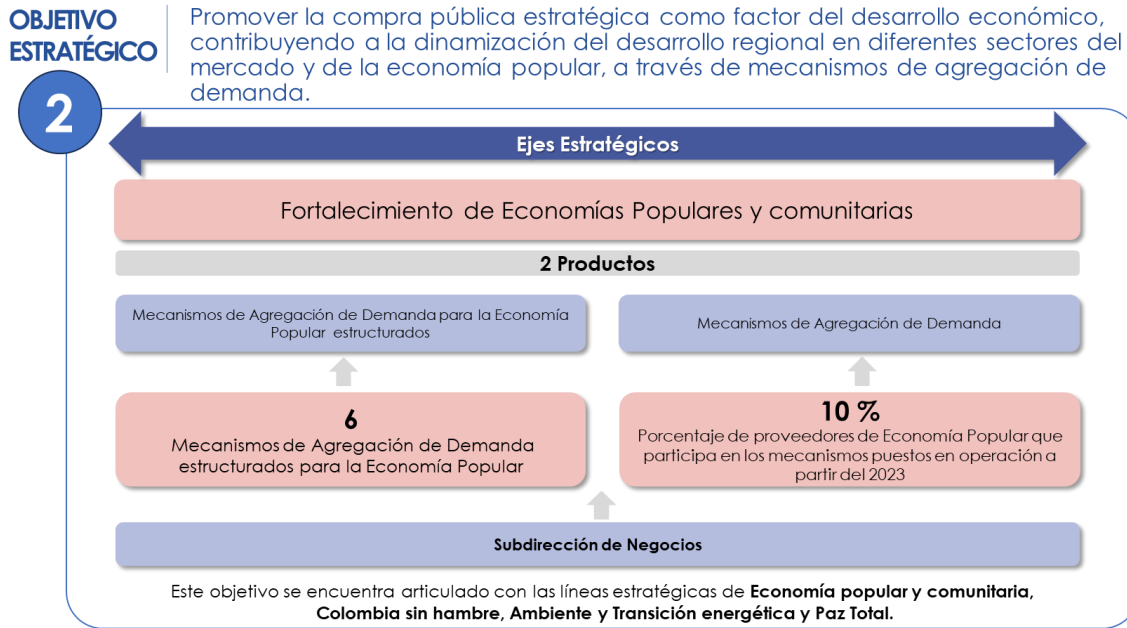 OBJETIVO
ESTRATÉGICO
Promover la compra pública estratégica como factor del desarrollo económico,
contribuyendo a la dinamización del desarrollo regional en diferentes sectores del
mercado y de la economía popular, a través de mecanismos de agregación de
demanda.
2
Ejes Estratégicos
Fortalecimiento de Economías Populares y comunitarias
2 Productos
Mecanismos de Agregación de Demanda para la Economía
Popular estructurados
Mecanismos de Agregación de Demanda
6
Mecanismos de Agregación de Demanda
estructurados para la Economía Popular
10 %
Porcentaje de proveedores de Economía Popular que
participa en los mecanismos puestos en operación a
partir del 2023
Subdirección de Negocios
Este objetivo se encuentra articulado con las líneas estratégicas de Economía popular y comunitaria,
Colombia sin hambre, Ambiente y Transición energética y Paz Total.